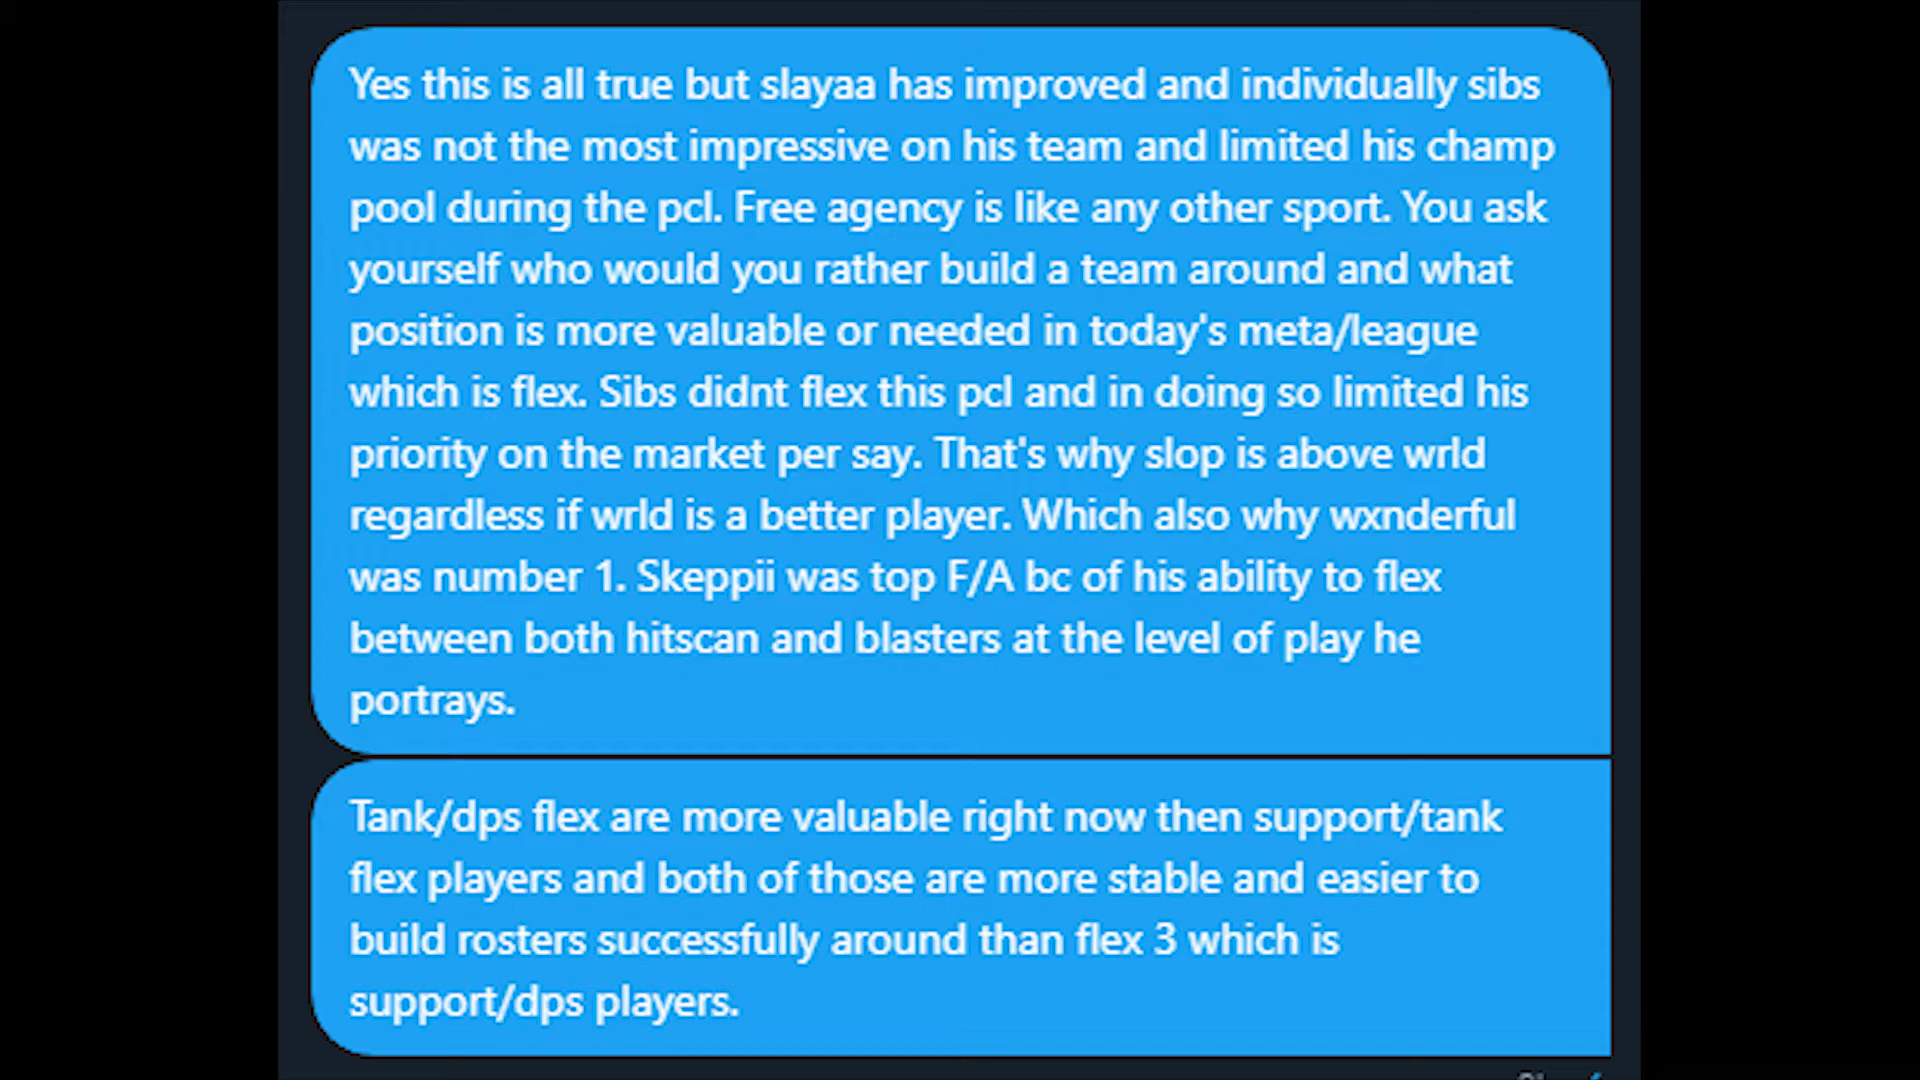 Yes this is all true but slayaa has improved and individually sibs
was not the most impressive on his team and limited his champ
pool during the pcl. Free agency is like any other sport. You ask
yourself who would you rather build a team around and what
position is more valuable or needed in today's meta/league
which is flex. Sibs didnt flex this pcl and in doing so limited his
priority on the market per say. That's why slop is above wrld
regardless if wrld is a better player. Which also why wxnderful
was number 1. Skeppii was top F/A bc of his ability to flex
between both hitscan and blasters at the level of play he
portrays.
Tank/dps flex are more valuable right now then support/tank
flex players and both of those are more stable and easier to
build rosters successfully around than flex 3 which is
support/dps players.